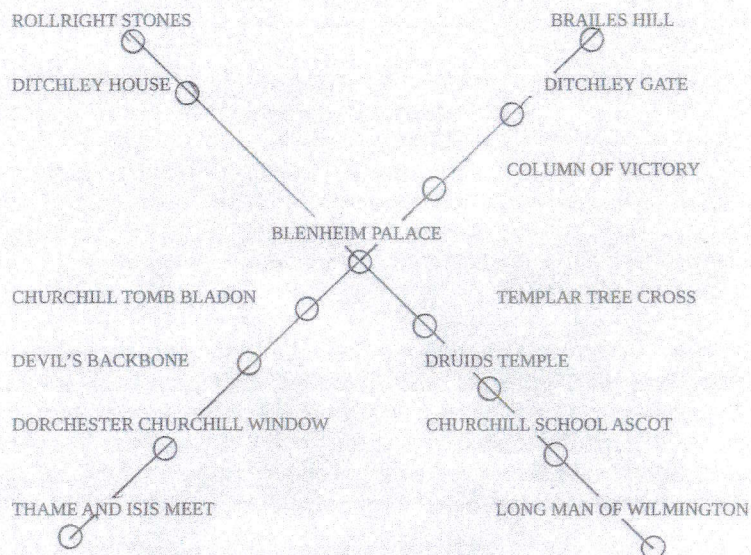 ROLLRIGHT STONES
BRAILES HILL
DITCHLEY HOUSE
DITCHLEY GATE
COLUMN OF VICTORY
BLENHEIM PALACE
CHURCHILL TOMB BLADON
TEMPLAR TREE CROSS
DEVIL'S BACKBONE
DRUIDS TEMPLE
DORCHESTER CHURCHILL WINDOW
CHURCHILL SCHOOL ASCOT
THAME AND ISIS MEET
LONG MAN OF WILMINGTON